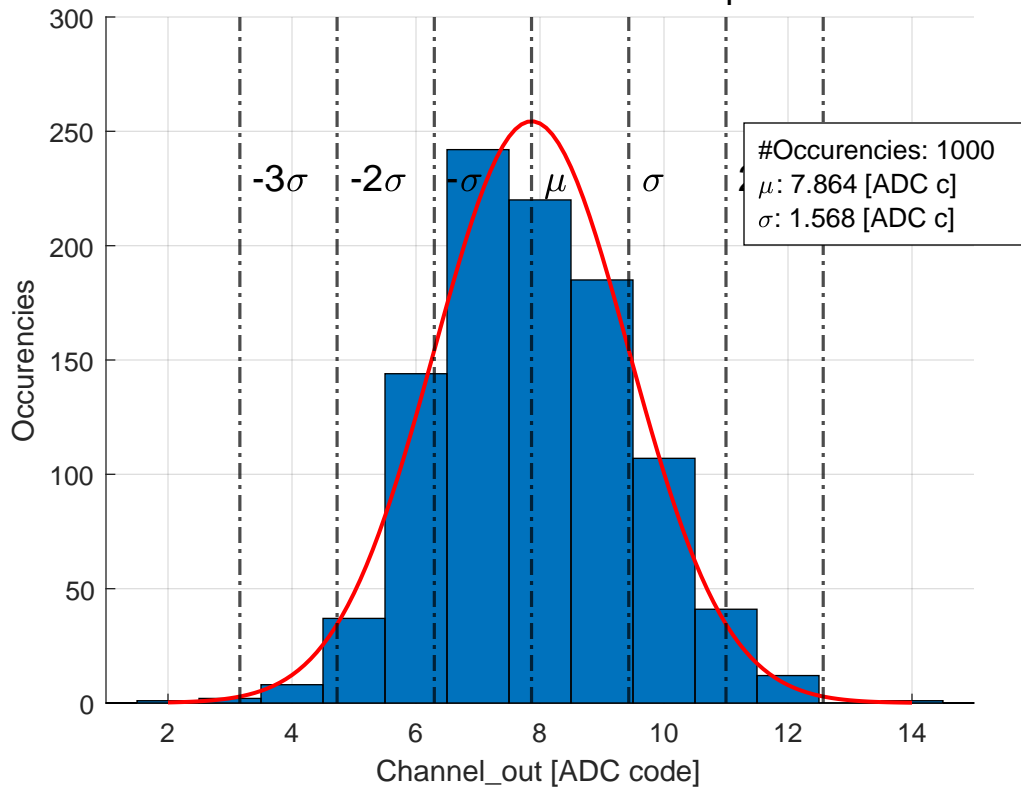 300
250
200
150
100
50
0
Occurencies
-3σ -2σ -σ μ σ
#Occurencies: 1000
μ: 7.864 [ADC c]
σ: 1.568 [ADC c]
2 4 6 8 10 12 14
Channel_out [ADC code]